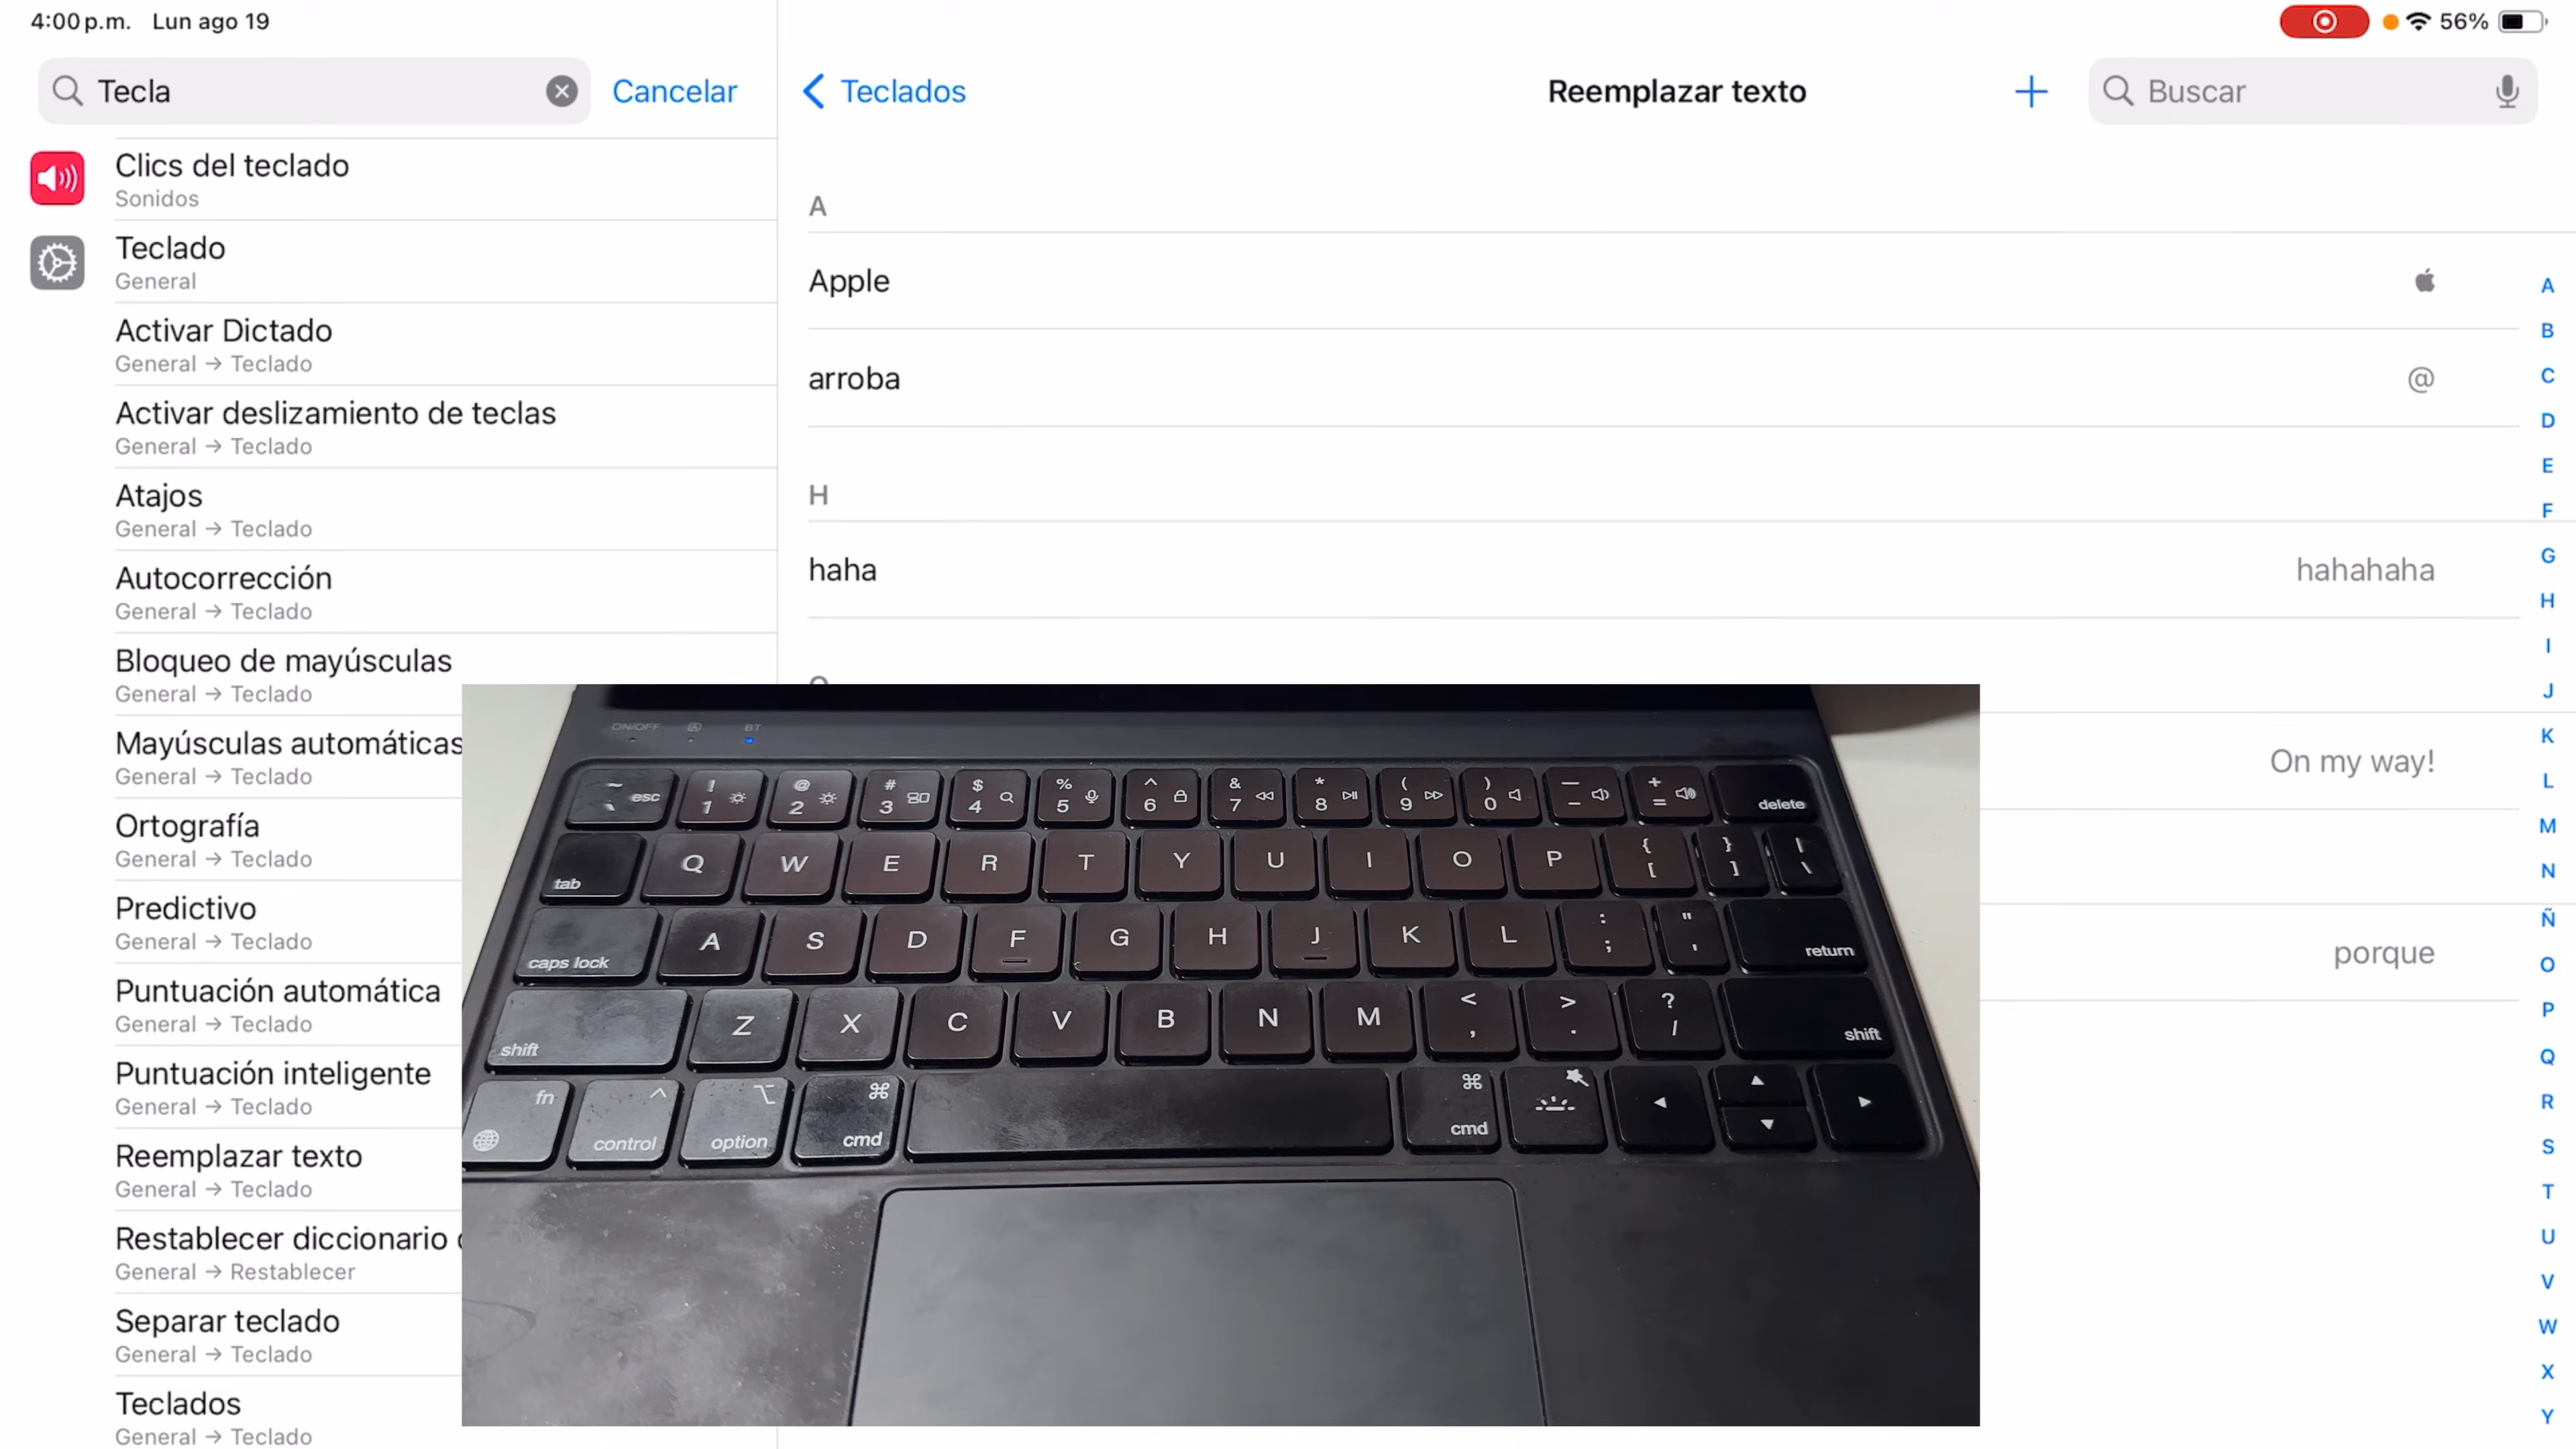 4:00 p.m. Lun ago 19
56%
Tecla
Cancelar
Clics del teclado
Sonidos
Teclado
General
Activar Dictado
General → Teclado
Activar deslizamiento de teclas
General → Teclado
Atajos
General → Teclado
Autocorrección
General → Teclado
Bloqueo de mayúsculas
General → Teclado
Mayúsculas automáticas
General → Teclado
Ortografía
General → Teclado
Predictivo
General → Teclado
Puntuación automática
General → Teclado
Puntuación inteligente
General → Teclado
Reemplazar texto
General → Teclado
Restablecer diccionario
General → Restablecer
Separar teclado
General → Teclado
Teclados
General → Teclado
Teclados
Reemplazar texto
+
Buscar
A
Apple
arroba @
H
haha hahahaha
On my way!
porque
A
B
C
D
E
F
G
H
I
J
K
L
M
N
Ñ
O
P
Q
R
S
T
U
V
W
X
Y
ON/OFF BT
~ ! @ # $ % ^ & * ( ) — +
\ esc 1 2 3 4 5 6 7 8 9 0 – = delete
tab Q W E R T Y U I O P { [ } ] | \
caps lock A S D F G H J K L : ; " ' return
shift Z X C V B N M < , > . ? / shift
fn ^ control ⌥ option ⌘ cmd ⌘ cmd ◂ ▴ ▾ ▸